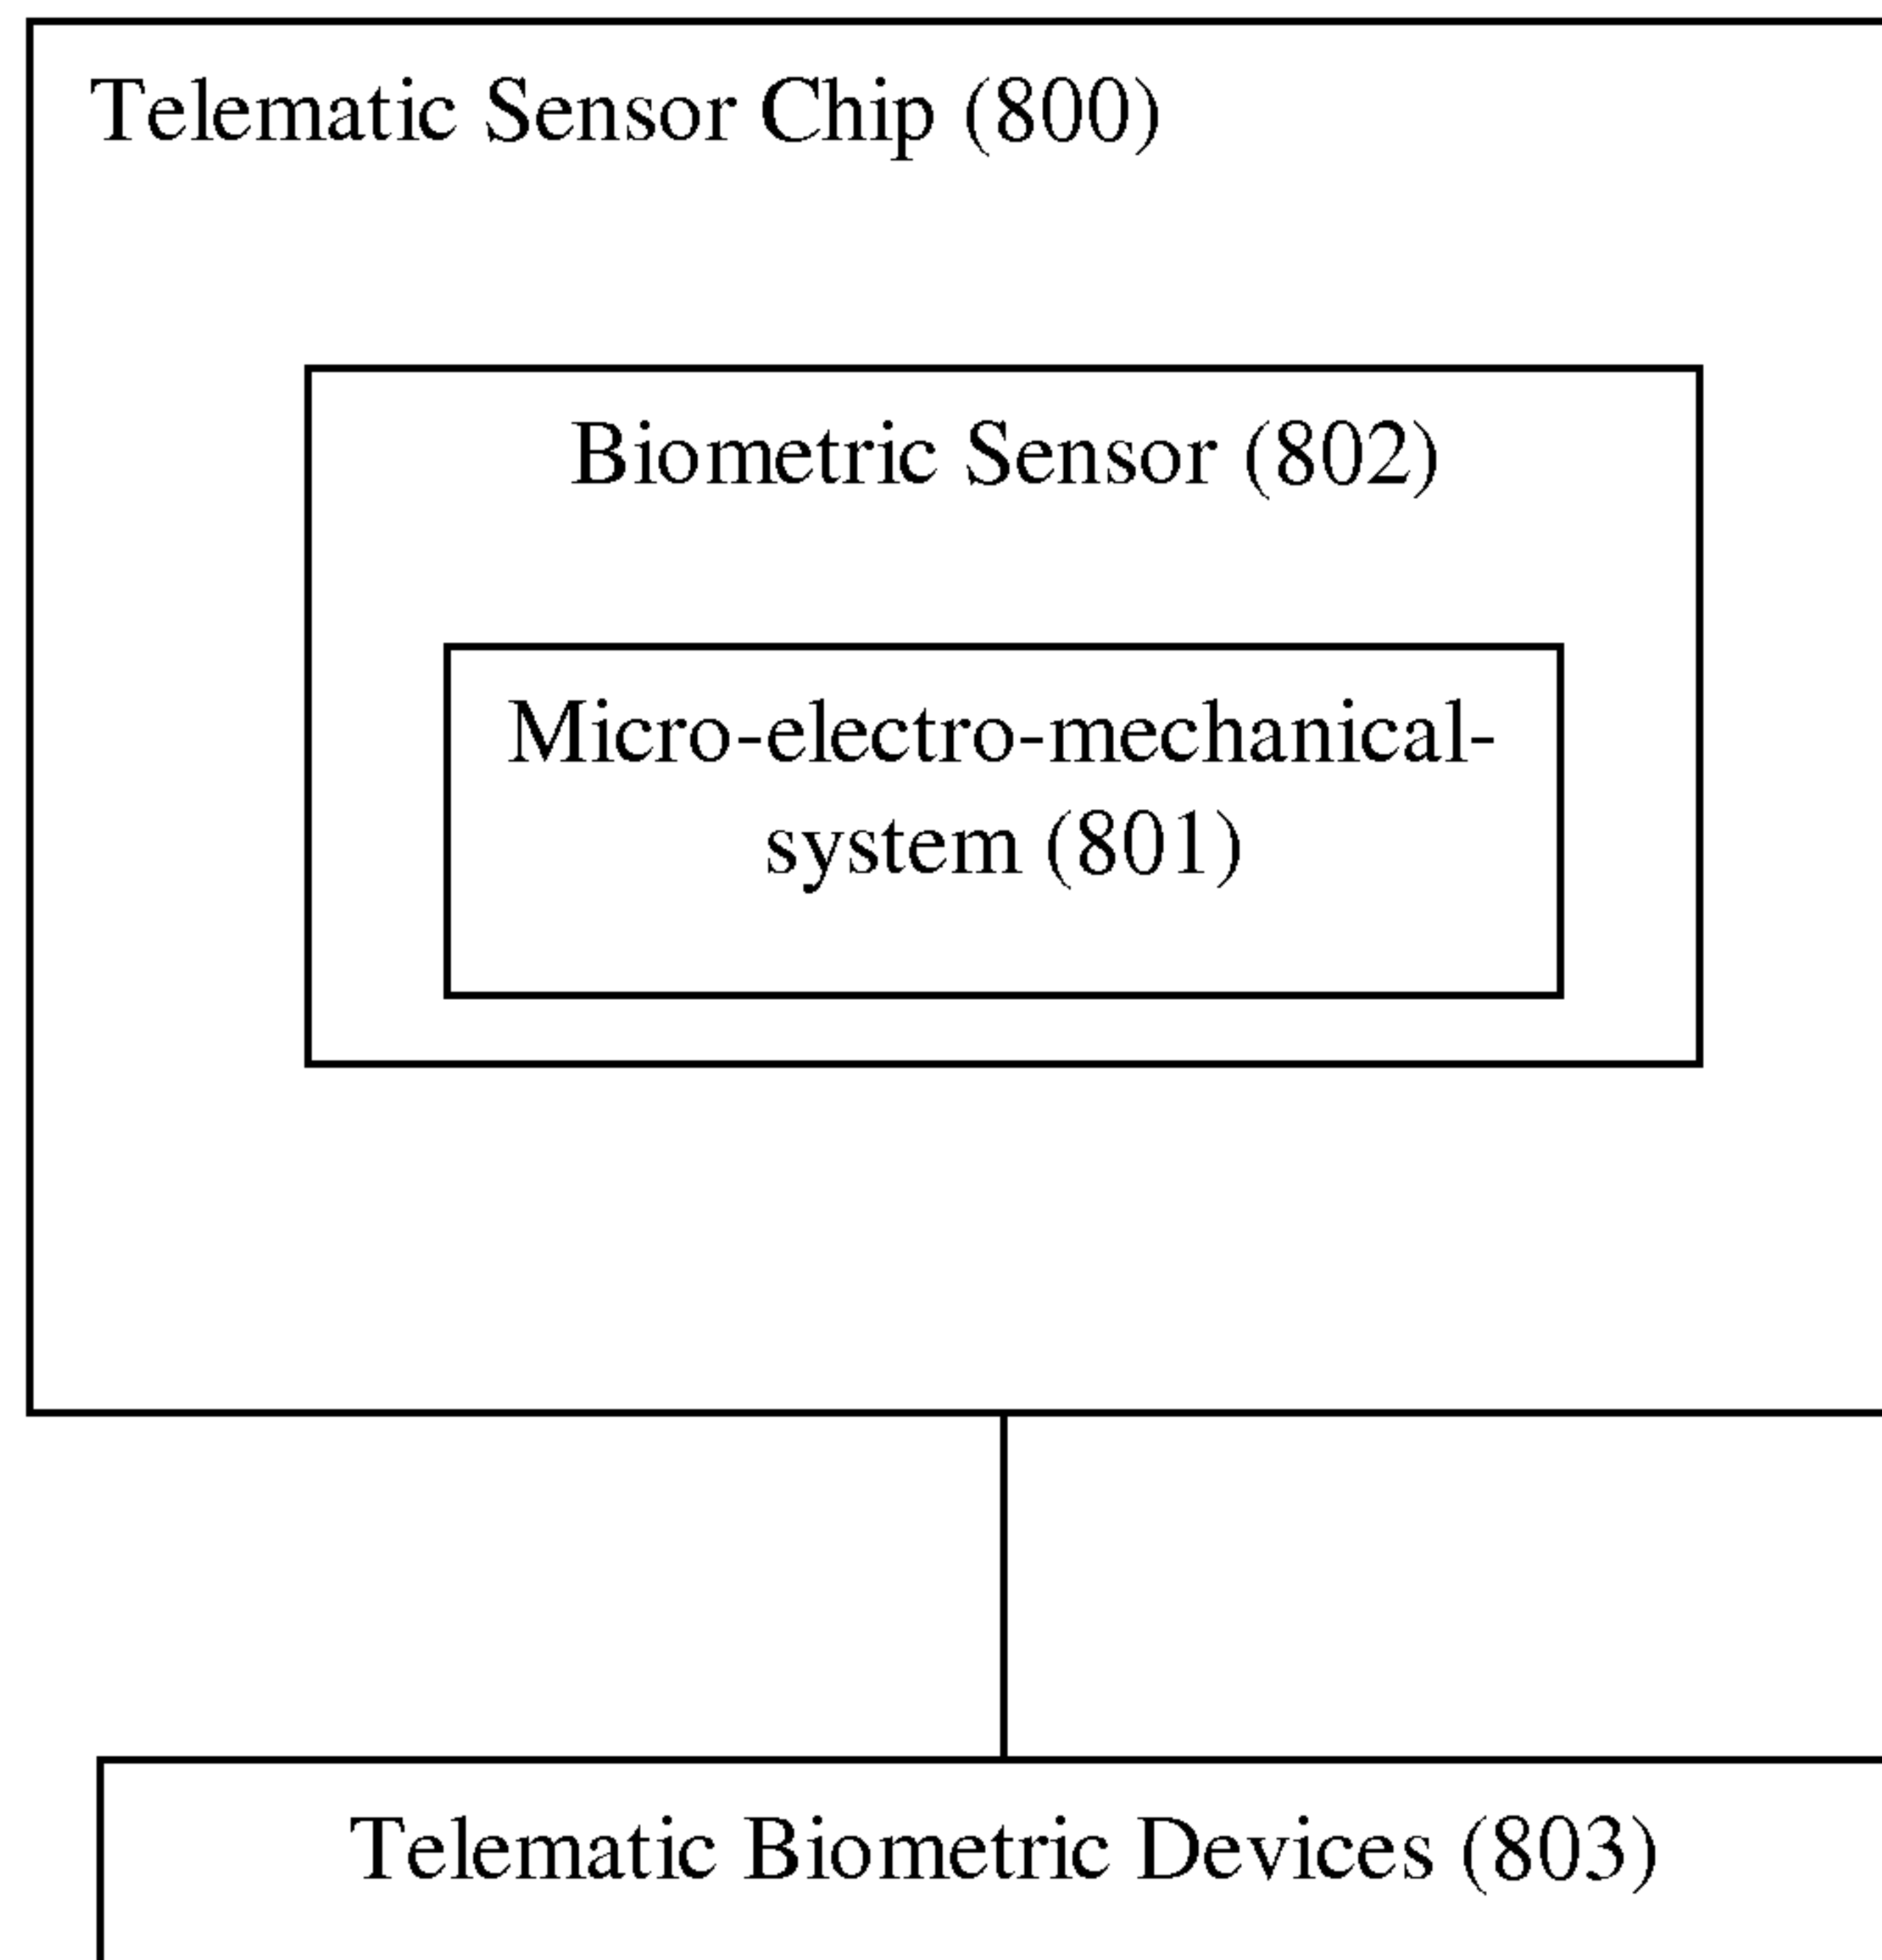 Telematic Sensor Chip (800)
Biometric Sensor (802)
Micro-electro-mechanical-
system (801)
Telematic Biometric Devices (803)